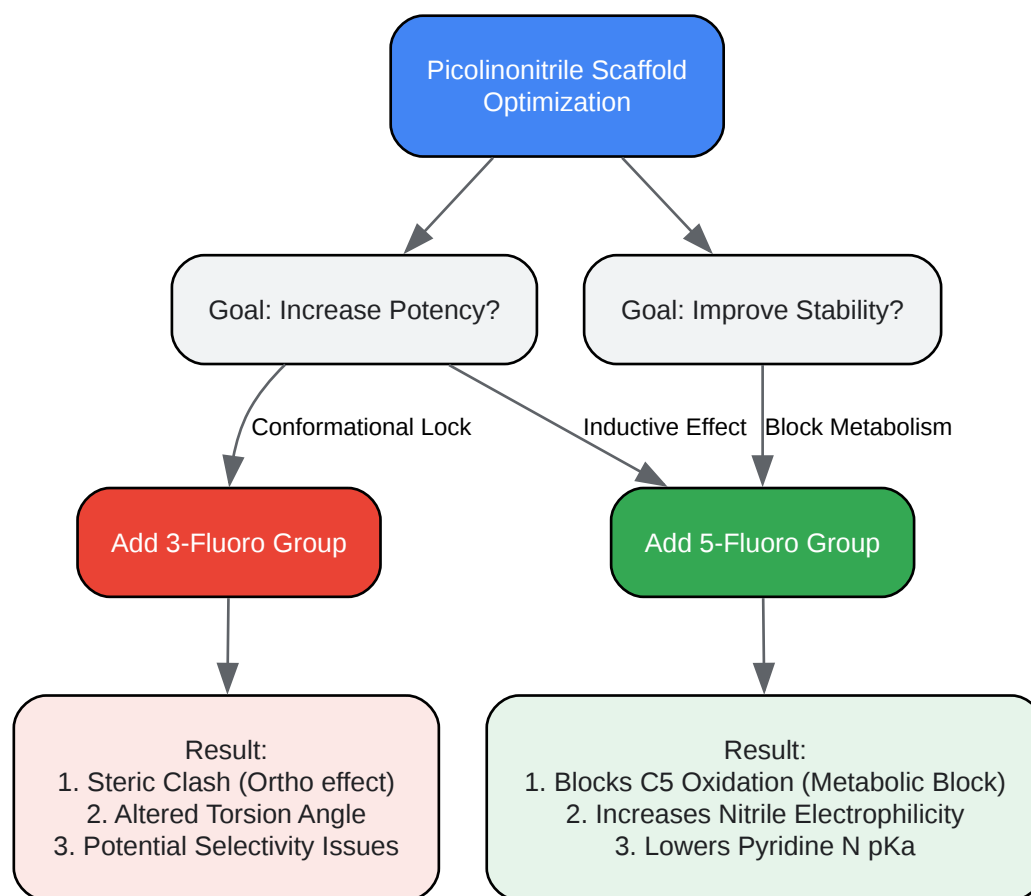 Picolinonitrile Scaffold
Optimization
Goal: Increase Potency?
Goal: Improve Stability?
Conformational Lock
Inductive Effect
Block Metabolism
Add 3-Fluoro Group
Add 5-Fluoro Group
Result:
1. Steric Clash (Ortho effect)
2. Altered Torsion Angle
3. Potential Selectivity Issues
Result:
1. Blocks C5 Oxidation (Metabolic Block)
2. Increases Nitrile Electrophilicity
3. Lowers Pyridine N pKa